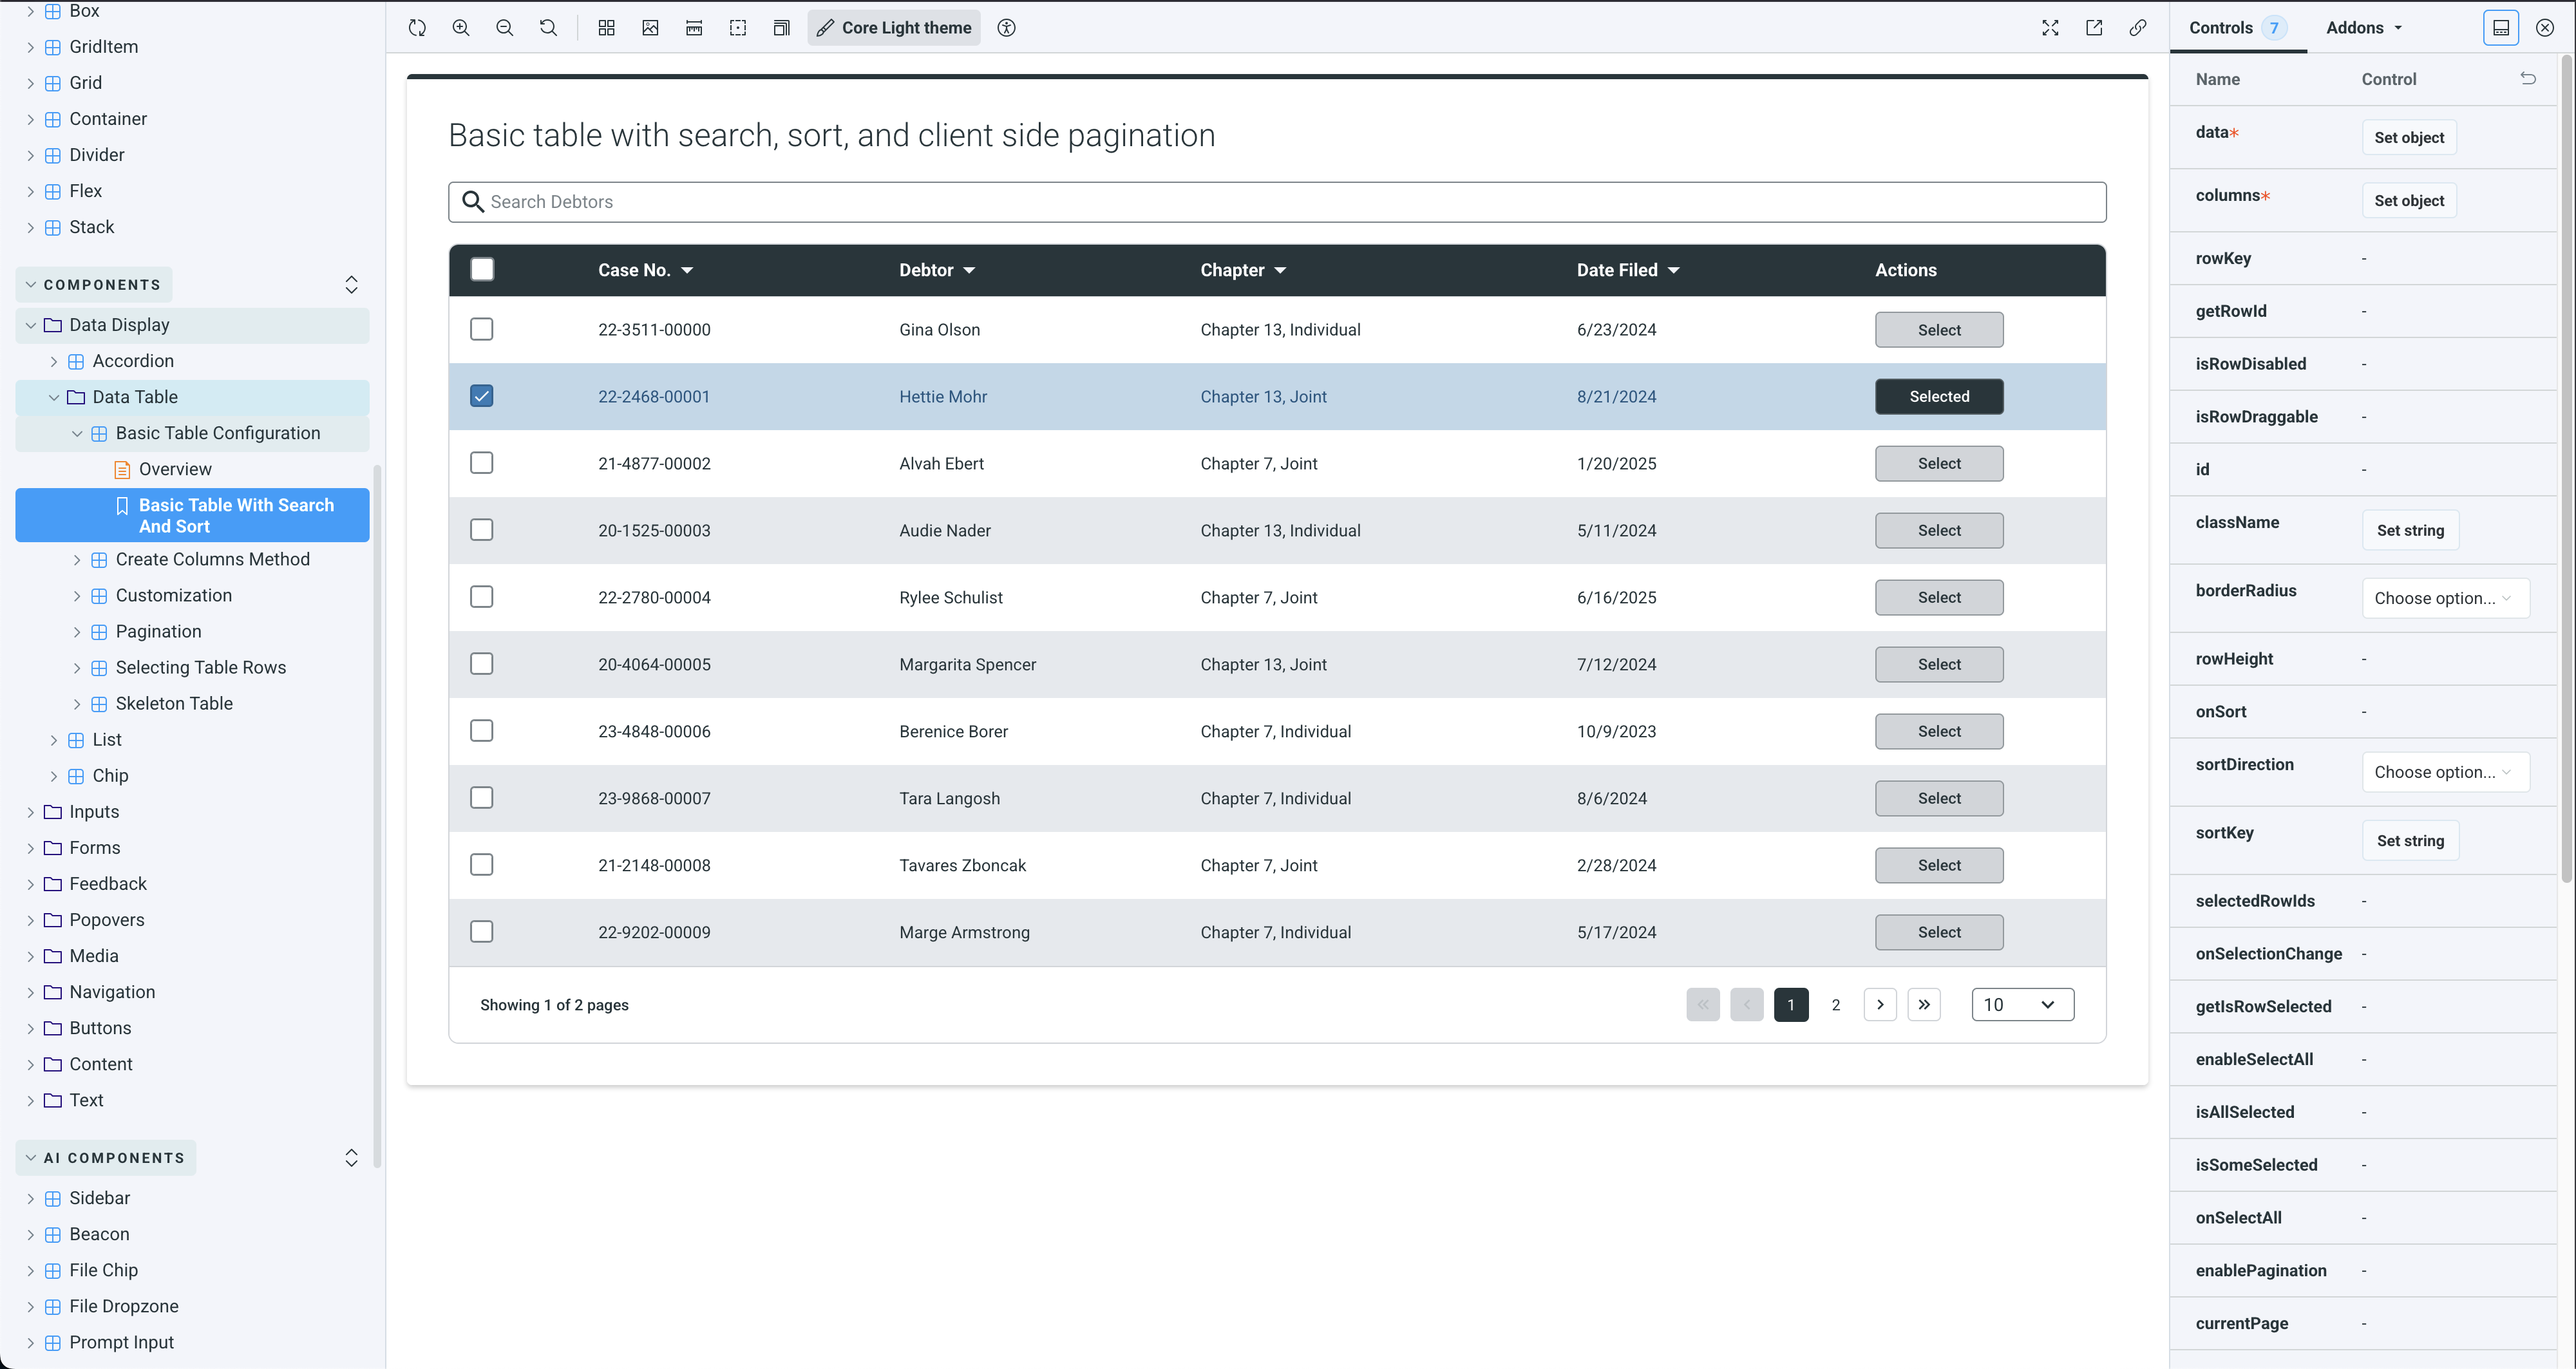 Box
GridItem
Grid
Container
Divider
Flex
Stack
COMPONENTS
Data Display
Accordion
Data Table
Basic Table Configuration
Overview
Basic Table With Search
And Sort
Create Columns Method
Customization
Pagination
Selecting Table Rows
Skeleton Table
List
Chip
Inputs
Forms
Feedback
Popovers
Media
Navigation
Buttons
Content
Text
AI COMPONENTS
Sidebar
Beacon
File Chip
File Dropzone
Prompt Input
Core Light theme
Basic table with search, sort, and client side pagination
Search Debtors
Case No. Debtor Chapter Date Filed Actions
22-3511-00000 Gina Olson Chapter 13, Individual 6/23/2024 Select
22-2468-00001 Hettie Mohr Chapter 13, Joint 8/21/2024 Selected
21-4877-00002 Alvah Ebert Chapter 7, Joint 1/20/2025 Select
20-1525-00003 Audie Nader Chapter 13, Individual 5/11/2024 Select
22-2780-00004 Rylee Schulist Chapter 7, Joint 6/16/2025 Select
20-4064-00005 Margarita Spencer Chapter 13, Joint 7/12/2024 Select
23-4848-00006 Berenice Borer Chapter 7, Individual 10/9/2023 Select
23-9868-00007 Tara Langosh Chapter 7, Individual 8/6/2024 Select
21-2148-00008 Tavares Zboncak Chapter 7, Joint 2/28/2024 Select
22-9202-00009 Marge Armstrong Chapter 7, Individual 5/17/2024 Select
Showing 1 of 2 pages « ‹ 1 2 › » 10
Controls 7 Addons
Name Control
data* Set object
columns* Set object
rowKey -
getRowId -
isRowDisabled -
isRowDraggable -
id -
className Set string
borderRadius Choose option...
rowHeight -
onSort -
sortDirection Choose option...
sortKey Set string
selectedRowIds -
onSelectionChange -
getIsRowSelected -
enableSelectAll -
isAllSelected -
isSomeSelected -
onSelectAll -
enablePagination -
currentPage -